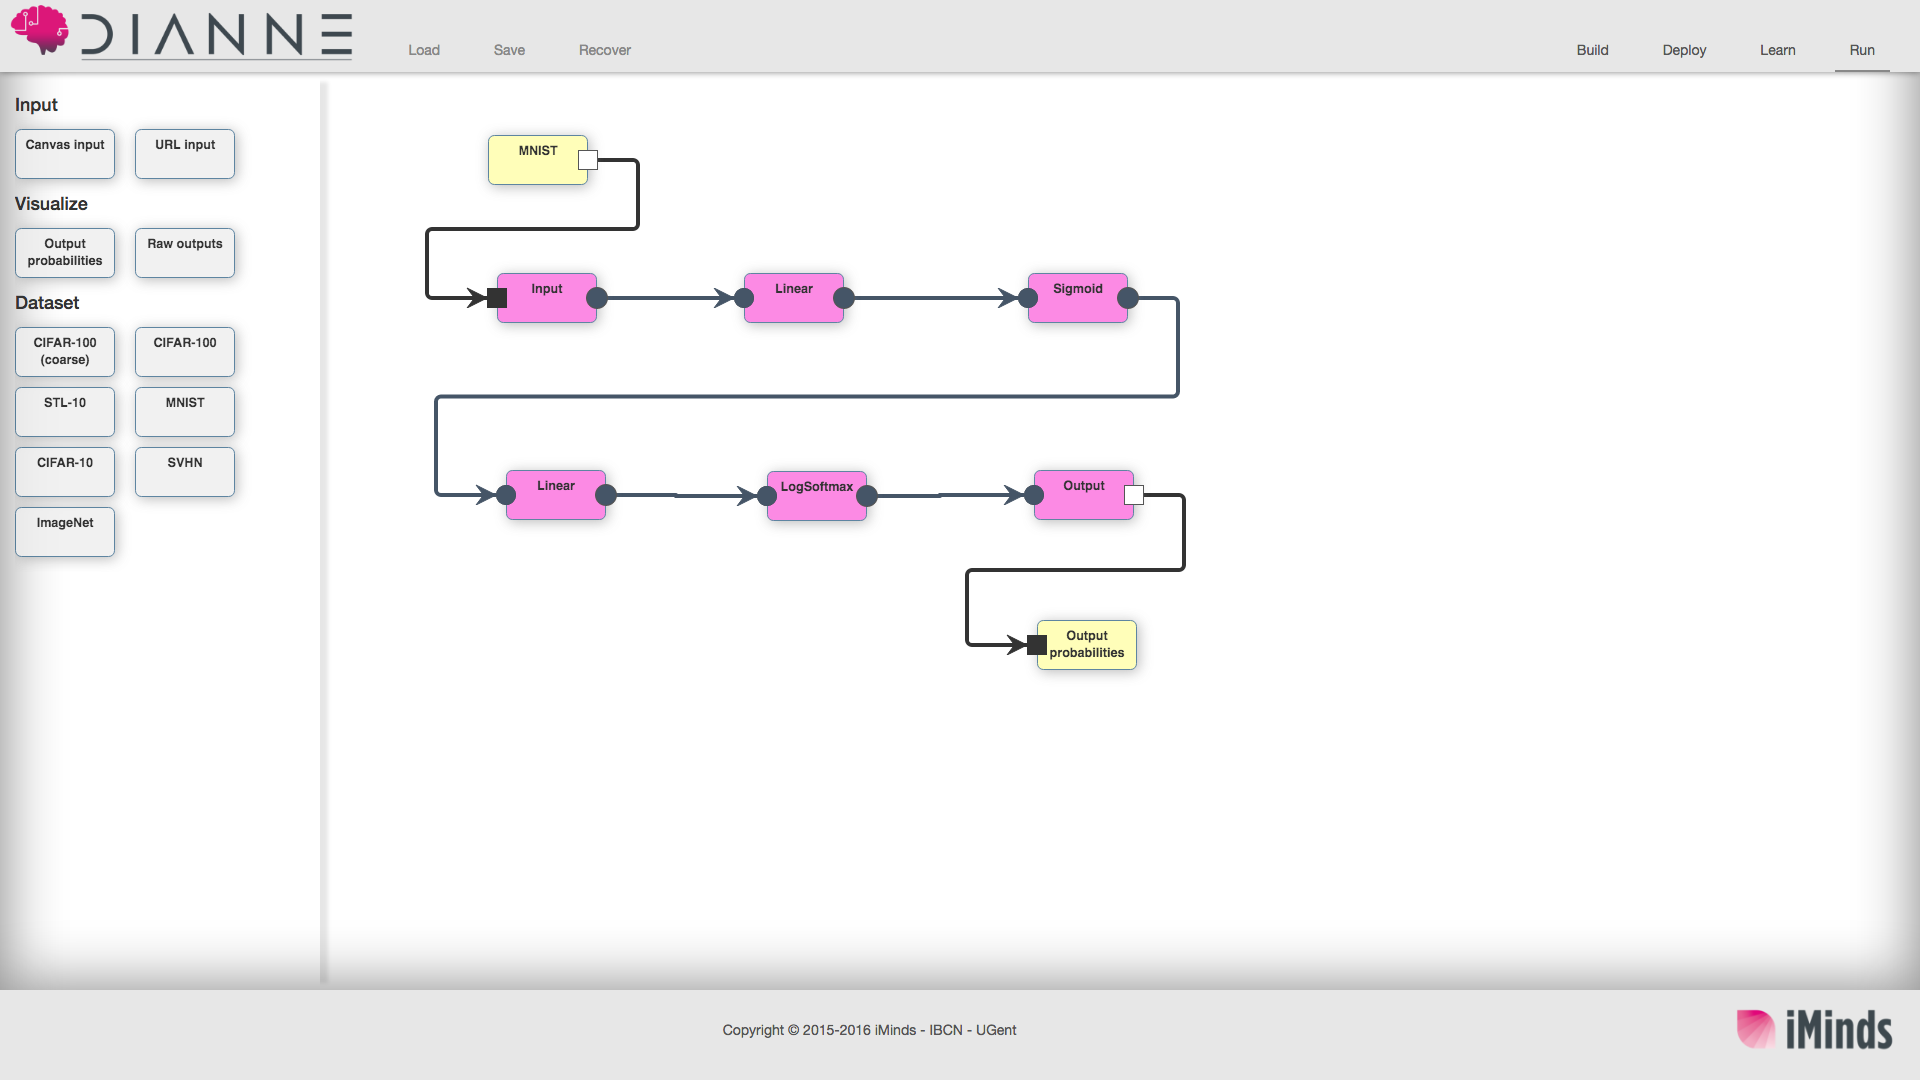 DIANNE
Load Save Recover
Build Deploy Learn Run
Input
Canvas input
URL input
Visualize
Output
probabilities
Raw outputs
Dataset
CIFAR-100
(coarse)
CIFAR-100
STL-10
MNIST
CIFAR-10
SVHN
ImageNet
MNIST
Input
Linear
Sigmoid
Linear
LogSoftmax
Output
Output
probabilities
Copyright © 2015-2016 iMinds - IBCN - UGent
iMinds